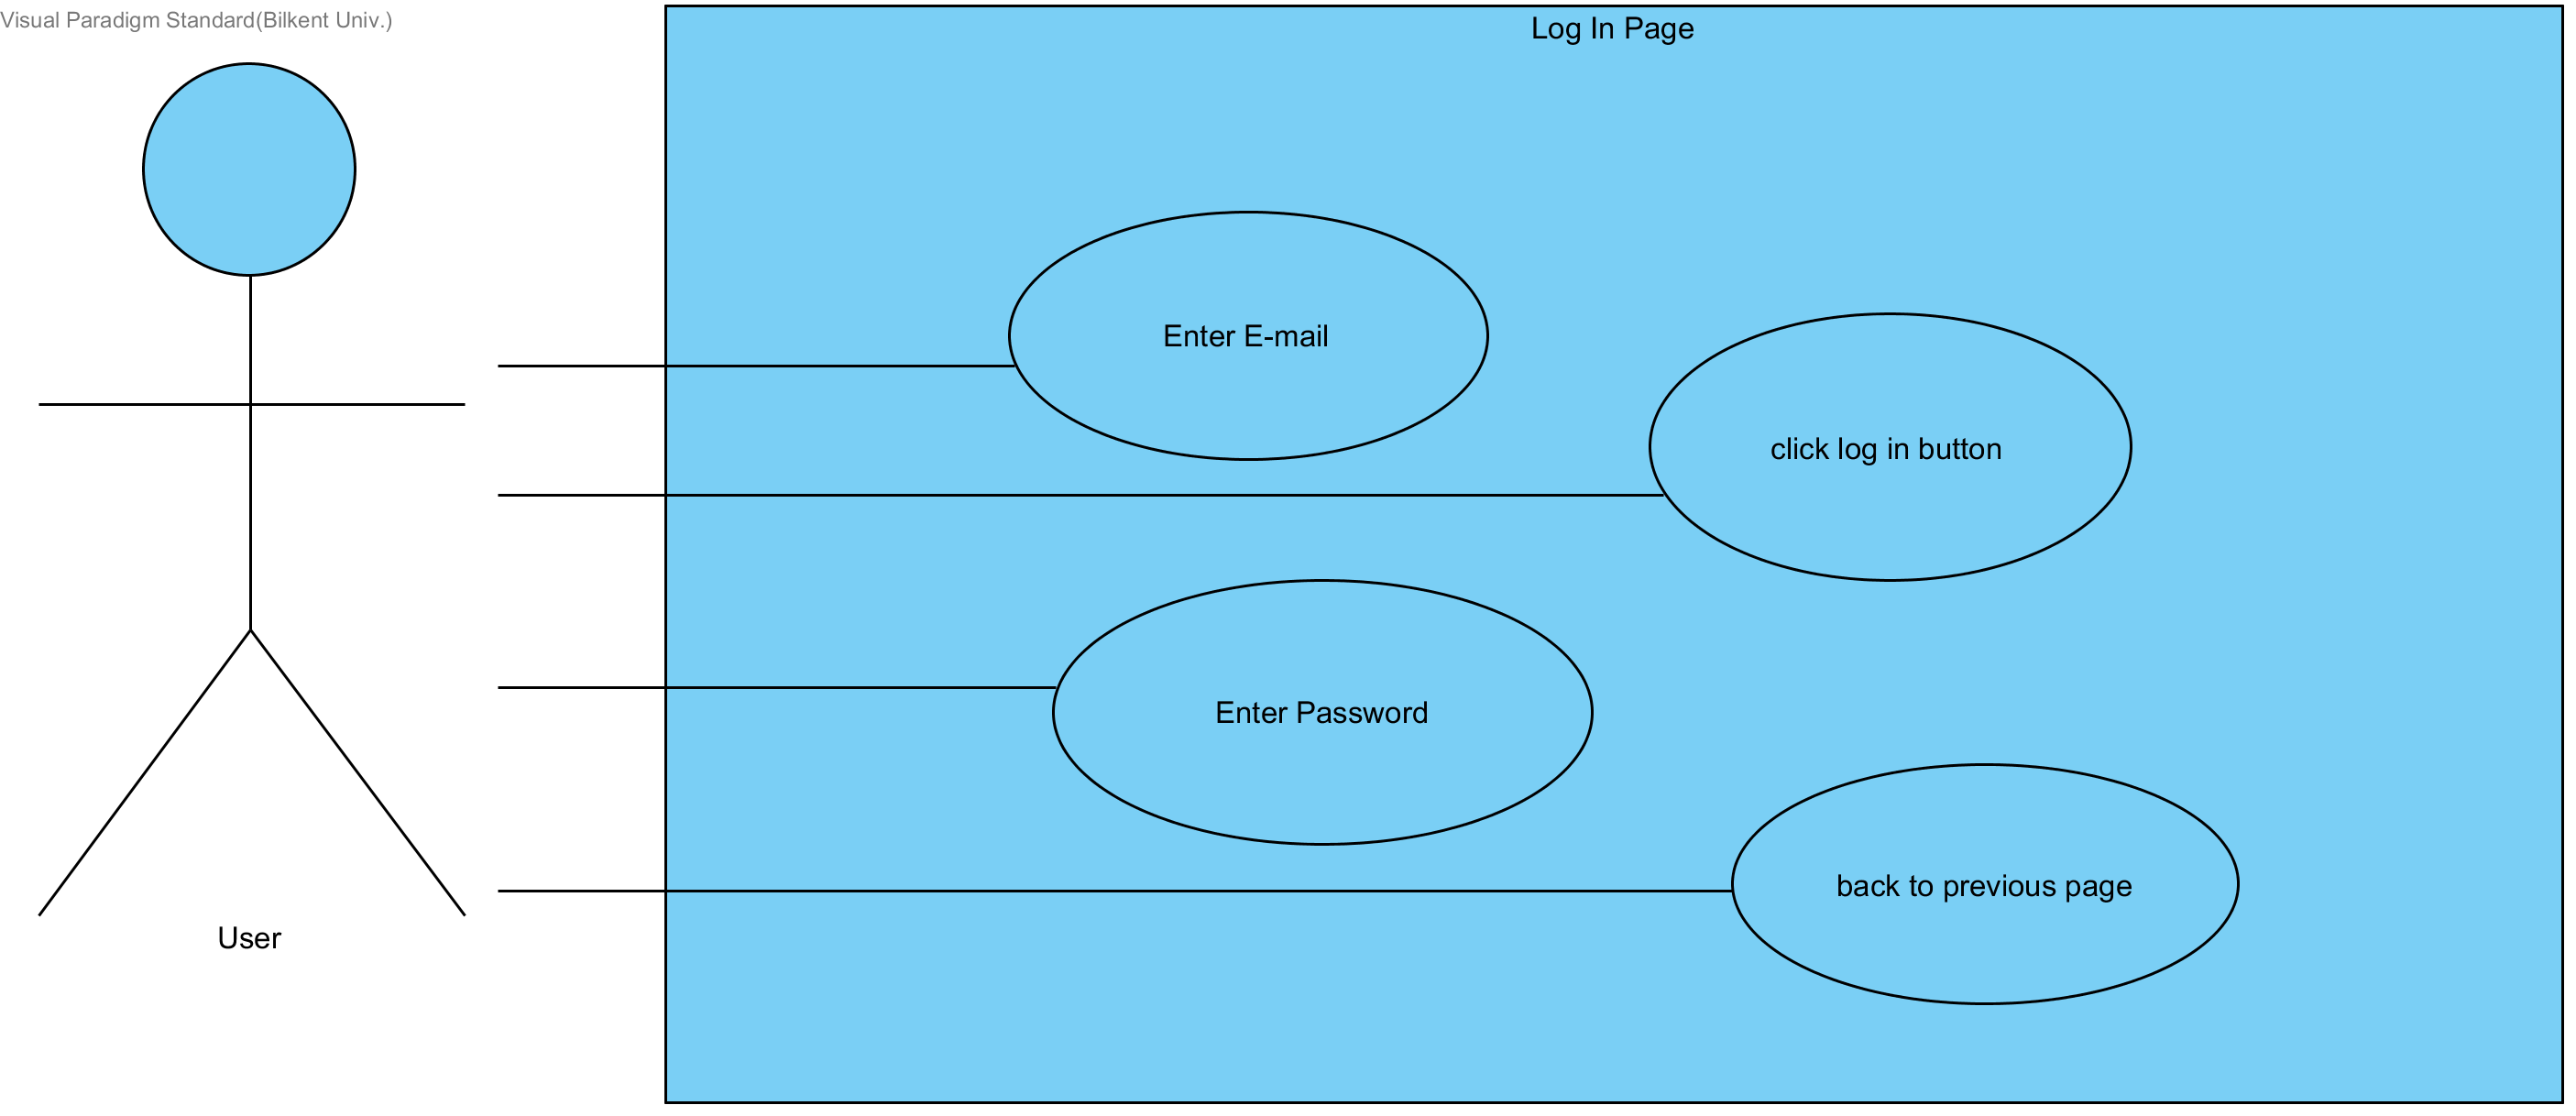 Visual Paradigm Standard(Bilkent Univ.)
Log In Page
Enter E-mail
click log in button
Enter Password
back to previous page
User